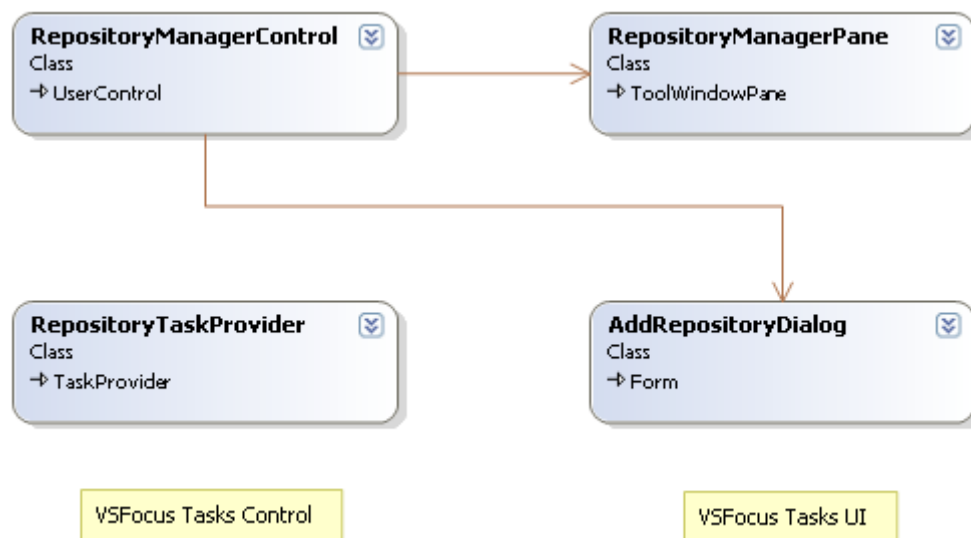 RepositoryManagerControl
Class
UserControl
RepositoryManagerPane
Class
ToolWindowPane
RepositoryTaskProvider
Class
TaskProvider
AddRepositoryDialog
Class
Form
VSFocus Tasks Control
VSFocus Tasks UI